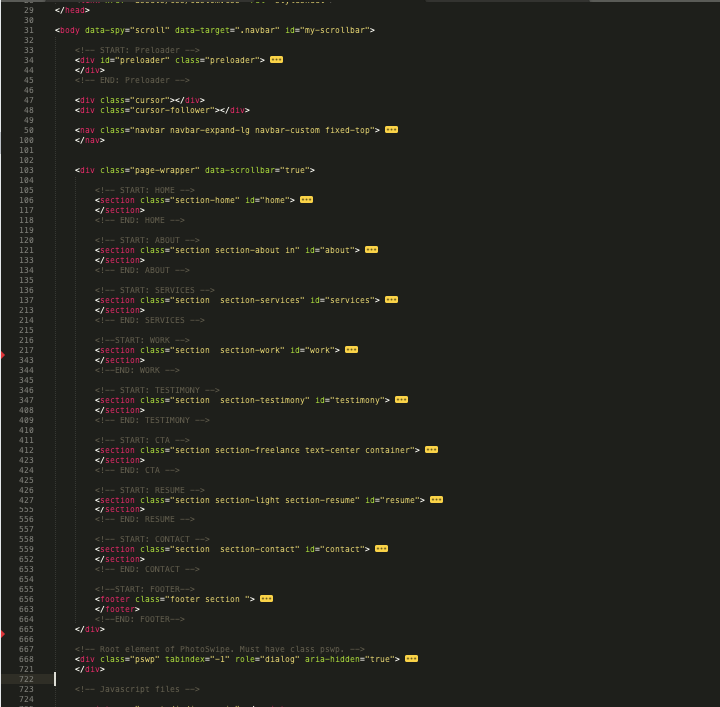 29 </head>
30
31 <body data-spy="scroll" data-target=".navbar" id="my-scrollbar">
32
33 <!-- START: Preloader -->
34 <div id="preloader" class="preloader">
44 </div>
45 <!-- END: Preloader -->
46
47 <div class="cursor"></div>
48 <div class="cursor-follower"></div>
49
50 <nav class="navbar navbar-expand-lg navbar-custom fixed-top">
100 </nav>
101
102
103 <div class="page-wrapper" data-scrollbar="true">
104
105 <!-- START: HOME -->
106 <section class="section-home" id="home">
117 </section>
118 <!-- END: HOME -->
119
120 <!-- START: ABOUT -->
121 <section class="section section-about in" id="about">
133 </section>
134 <!-- END: ABOUT -->
135
136 <!-- START: SERVICES -->
137 <section class="section  section-services" id="services">
213 </section>
214 <!-- END: SERVICES -->
215
216 <!--START: WORK -->
217 <section class="section  section-work" id="work">
343 </section>
344 <!--END: WORK -->
345
346 <!-- START: TESTIMONY -->
347 <section class="section  section-testimony" id="testimony">
408 </section>
409 <!-- END: TESTIMONY -->
410
411 <!-- START: CTA -->
412 <section class="section section-freelance text-center container">
423 </section>
424 <!-- END: CTA -->
425
426 <!-- START: RESUME -->
427 <section class="section section-light section-resume" id="resume">
555 </section>
556 <!-- END: RESUME -->
557
558 <!-- START: CONTACT -->
559 <section class="section  section-contact" id="contact">
652 </section>
653 <!-- END: CONTACT -->
654
655 <!--START: FOOTER-->
656 <footer class="footer section ">
663 </footer>
664 <!--END: FOOTER-->
665 </div>
666
667 <!-- Root element of PhotoSwipe. Must have class pswp. -->
668 <div class="pswp" tabindex="-1" role="dialog" aria-hidden="true">
721 </div>
722
723 <!-- Javascript files -->
724